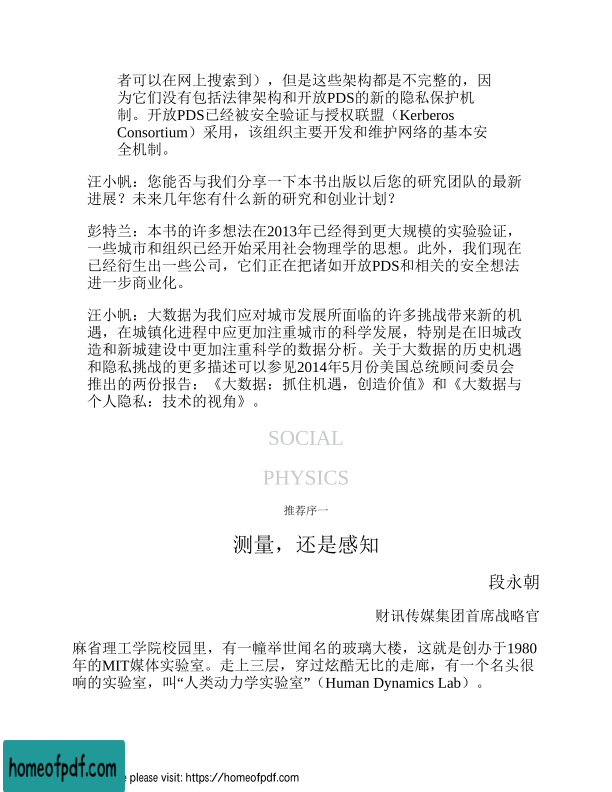 者可以在网上搜索到），但是这些架构都是不完整的，因
为它们没有包括法律架构和开放PDS的新的隐私保护机
制。开放PDS已经被安全验证与授权联盟（Kerberos
Consortium）采用，该组织主要开发和维护网络的基本安
全机制。
汪小帆：您能否与我们分享一下本书出版以后您的研究团队的最新
进展？未来几年您有什么新的研究和创业计划？
彭特兰：本书的许多想法在2013年已经得到更大规模的实验验证，
一些城市和组织已经开始采用社会物理学的思想。此外，我们现在
已经衍生出一些公司，它们正在把诸如开放PDS和相关的安全想法
进一步商业化。
汪小帆：大数据为我们应对城市发展所面临的许多挑战带来新的机
遇，在城镇化进程中应更加注重城市的科学发展，特别是在旧城改
造和新城建设中更加注重科学的数据分析。关于大数据的历史机遇
和隐私挑战的更多描述可以参见2014年5月份美国总统顾问委员会
推出的两份报告：《大数据：抓住机遇，创造价值》和《大数据与
个人隐私：技术的视角》。
SOCIAL
PHYSICS
推荐序一
测量，还是感知
段永朝
财讯传媒集团首席战略官
麻省理工学院校园里，有一幢举世闻名的玻璃大楼，这就是创办于1980
年的MIT媒体实验室。走上三层，穿过炫酷无比的走廊，有一个名头很
响的实验室，叫“人类动力学实验室”（Human Dynamics Lab）。
homeofpdf.com
e please visit: https://homeofpdf.com